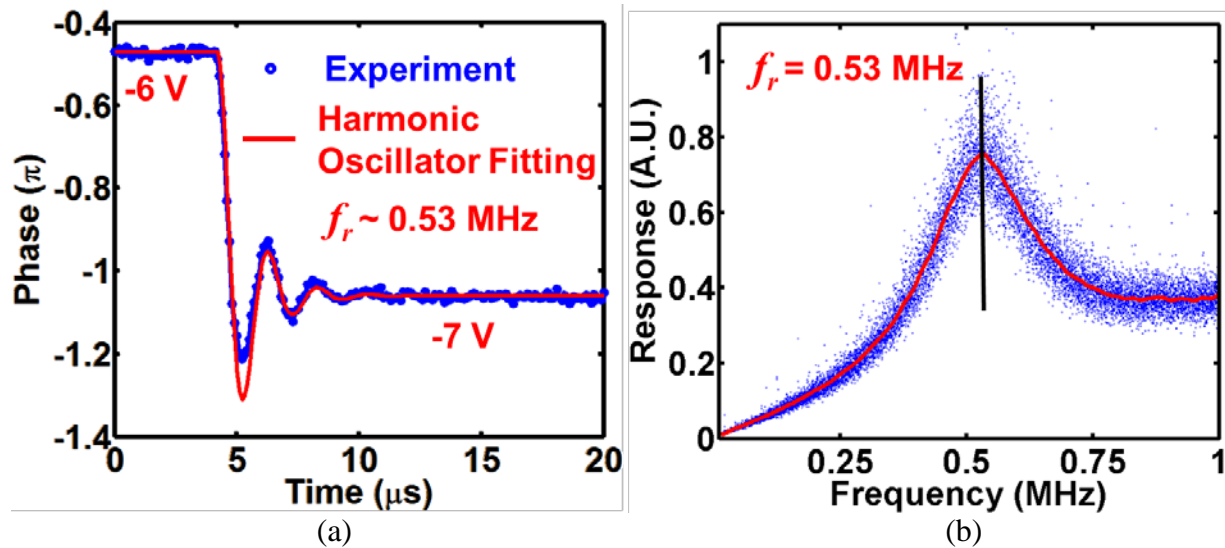 -0.4
-0.6
-0.8
-1
-1.2
-1.4
Phase (π)
-6 V
Experiment
Harmonic
Oscillator Fitting
fr ~ 0.53 MHz
-7 V
0
5
10
15
20
Time (μs)
(a)
1
0.8
0.6
0.4
0.2
0
Response (A.U.)
fr = 0.53 MHz
0.25
0.5
0.75
1
Frequency (MHz)
(b)